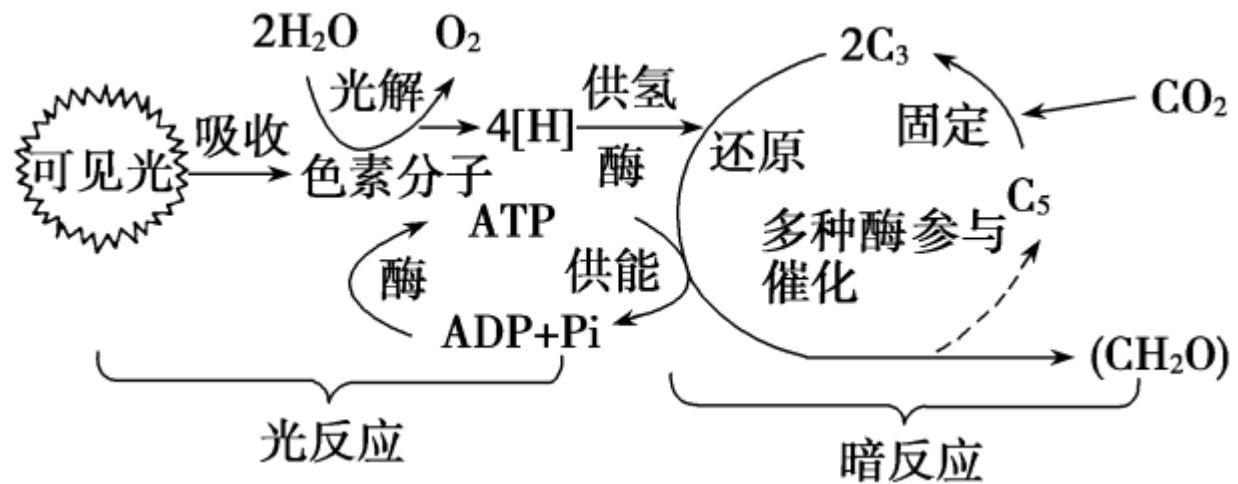 2H₂O O₂
光解
吸收
可见光
色素分子
4[H]
供氢
酶
ATP
酶
供能
ADP+Pi
光反应
2C₃
还原
固定
CO₂
C₅
多种酶参与
催化
(CH₂O)
暗反应